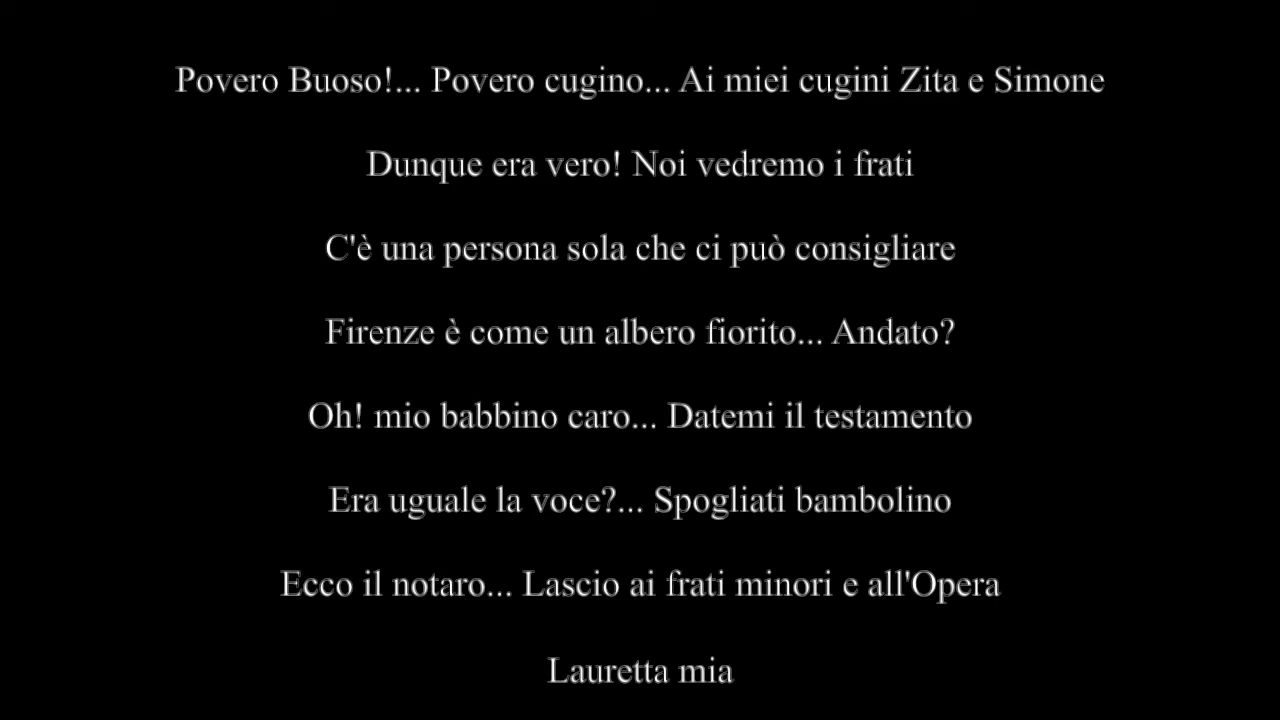 Povero Buoso!... Povero cugino... Ai miei cugini Zita e Simone
Dunque era vero! Noi vedremo i frati
C'è una persona sola che ci può consigliare
Firenze è come un albero fiorito... Andato?
Oh! mio babbino caro... Datemi il testamento
Era uguale la voce?... Spogliati bambolino
Ecco il notaro... Lascio ai frati minori e all'Opera
Lauretta mia